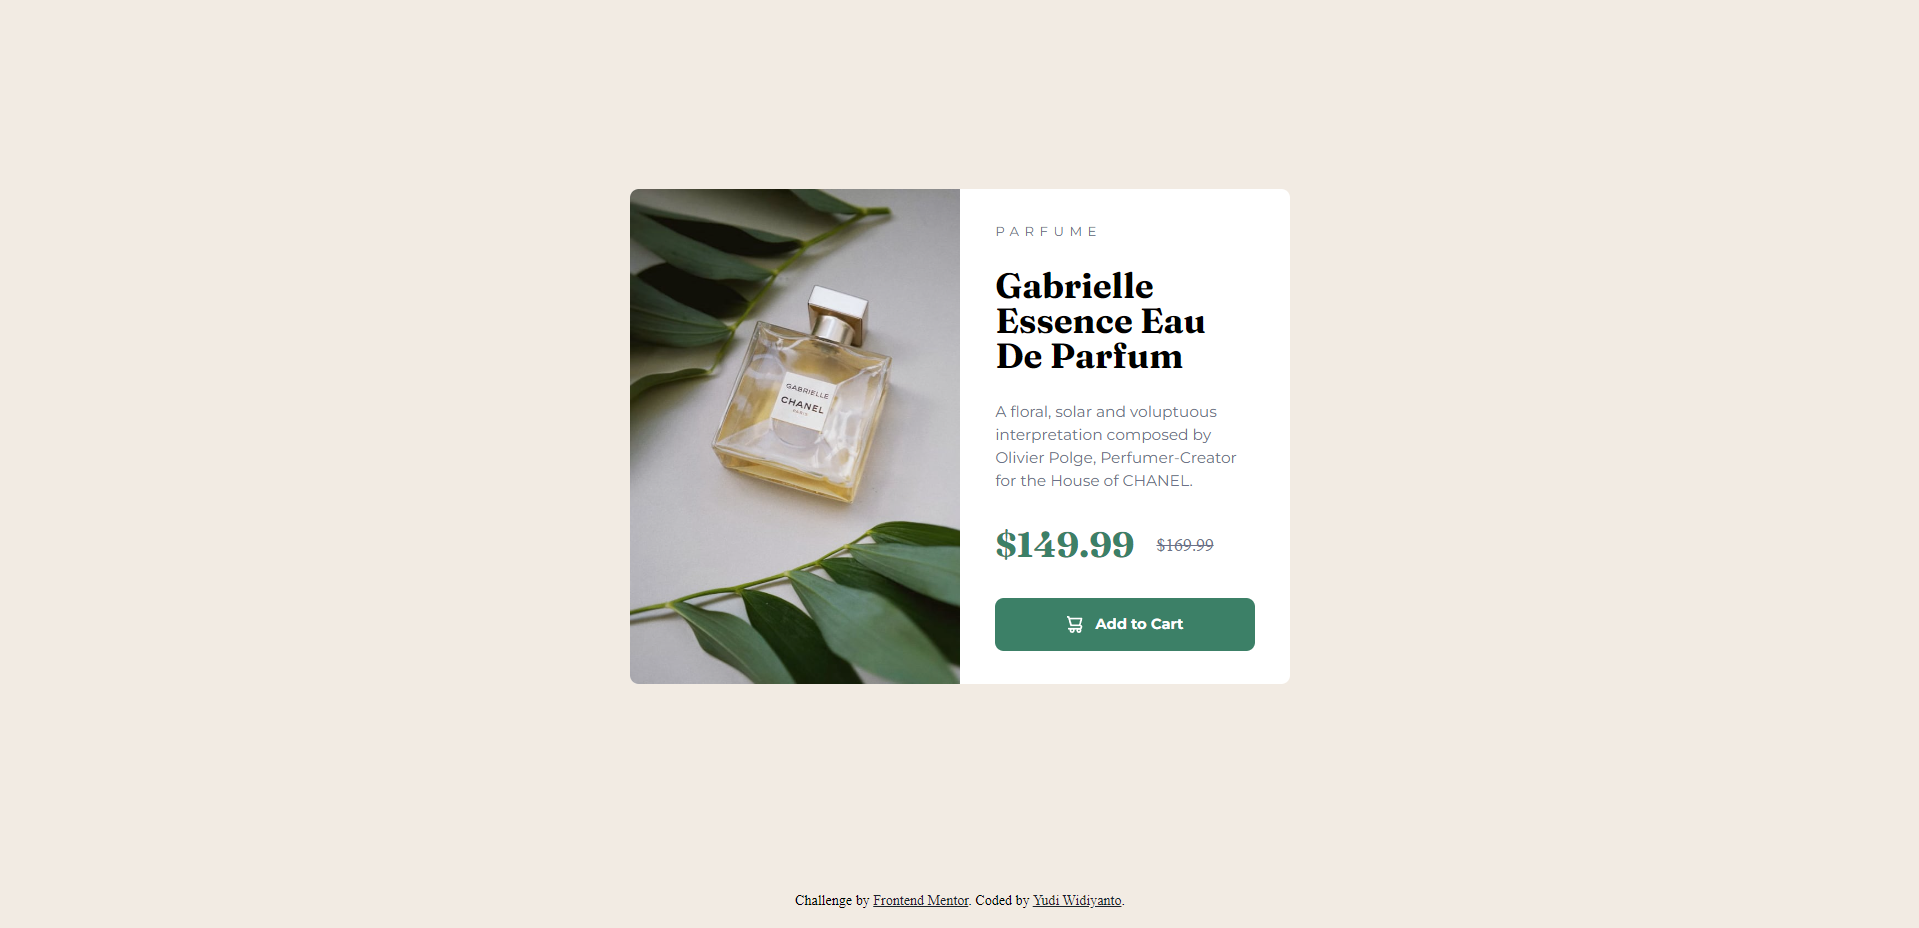 GABRIELLE
CHANEL
PARIS
PARFUME
Gabrielle
Essence Eau
De Parfum
A floral, solar and voluptuous
interpretation composed by
Olivier Polge, Perfumer-Creator
for the House of CHANEL.
$149.99 $169.99
Add to Cart
Challenge by Frontend Mentor. Coded by Yudi Widiyanto.